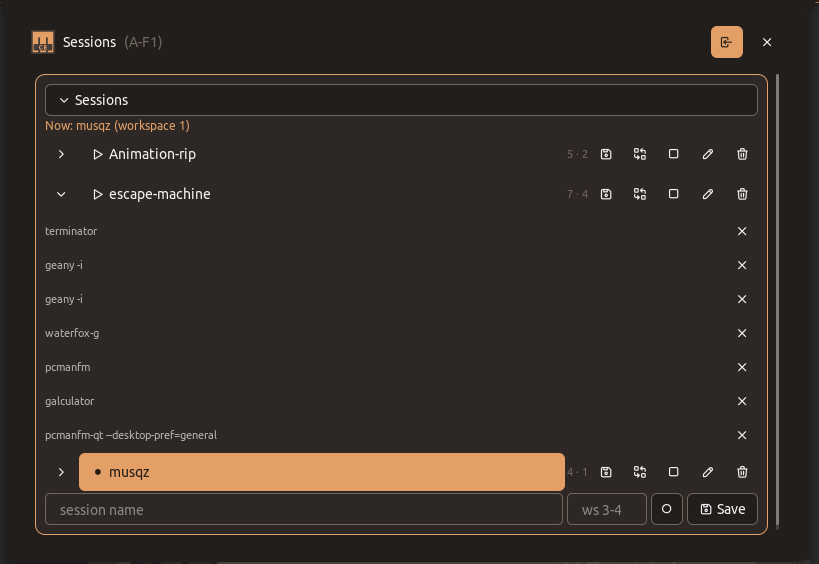 Sessions (A-F1)
Sessions
Now: musqz (workspace 1)
Animation-rip 5 · 2
escape-machine 7 · 4
terminator
geany -i
geany -i
waterfox-g
pcmanfm
galculator
pcmanfm-qt --desktop-pref=general
musqz 4 · 1
session name ws 3-4 Save